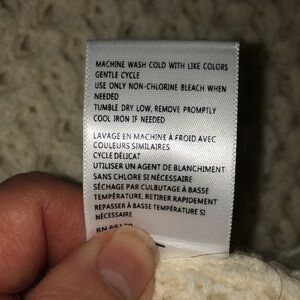 MACHINE WASH COLD WITH LIKE COLORS
GENTLE CYCLE
USE ONLY NON-CHLORINE BLEACH WHEN
NEEDED
TUMBLE DRY LOW, REMOVE PROMPTLY
COOL IRON IF NEEDED
LAVAGE EN MACHINE À FROID AVEC
COULEURS SIMILAIRES
CYCLE DÉLICAT
UTILISER UN AGENT DE BLANCHIMENT
SANS CHLORE SI NÉCESSAIRE
SÉCHAGE PAR CULBUTAGE À BASSE
TEMPÉRATURE, RETIRER RAPIDEMENT
REPASSER À BASSE TEMPÉRATURE SI
NÉCESSAIRE
RN